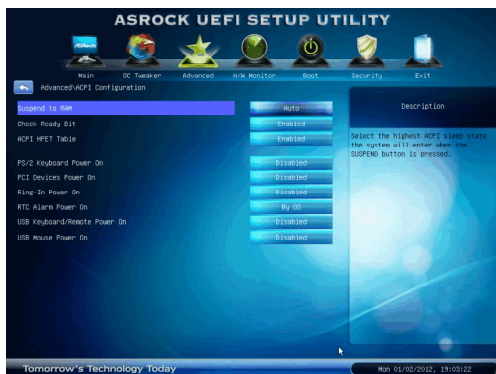 ASROCK UEFI SETUP UTILITY
ASRock
Main OC Tweaker Advanced H/W Monitor Boot Security Exit
Advanced\ACPI Configuration
Suspend to RAM Auto
Check Ready Bit Enabled
ACPI HPET Table Enabled
PS/2 Keyboard Power On Disabled
PCI Devices Power On Disabled
Ring-In Power On Disabled
RTC Alarm Power On By OS
USB Keyboard/Remote Power On Disabled
USB Mouse Power On Disabled
Description
Select the highest ACPI sleep state
the system will enter when the
SUSPEND button is pressed.
Tomorrow's Technology Today
Mon 01/02/2012, 19:03:22